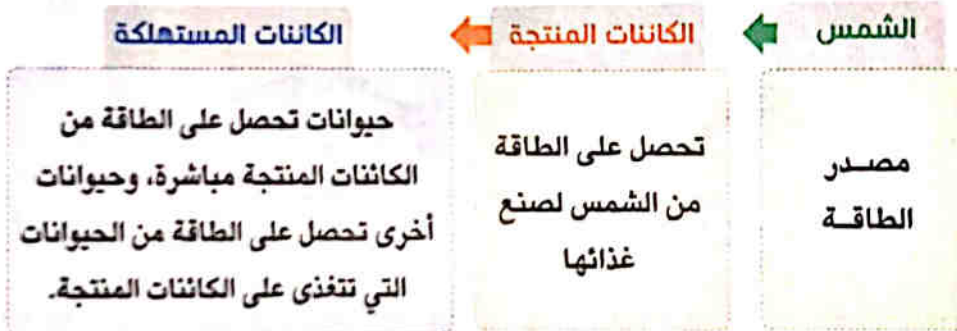 الشمس
الكائنات المنتجة
الكائنات المستهلكة
مصدر
الطاقة
تحصل على الطاقة
من الشمس لصنع
غذائها
حيوانات تحصل على الطاقة من
الكائنات المنتجة مباشرة، وحيوانات
أخرى تحصل على الطاقة من الحيوانات
التي تتغذى على الكائنات المنتجة.